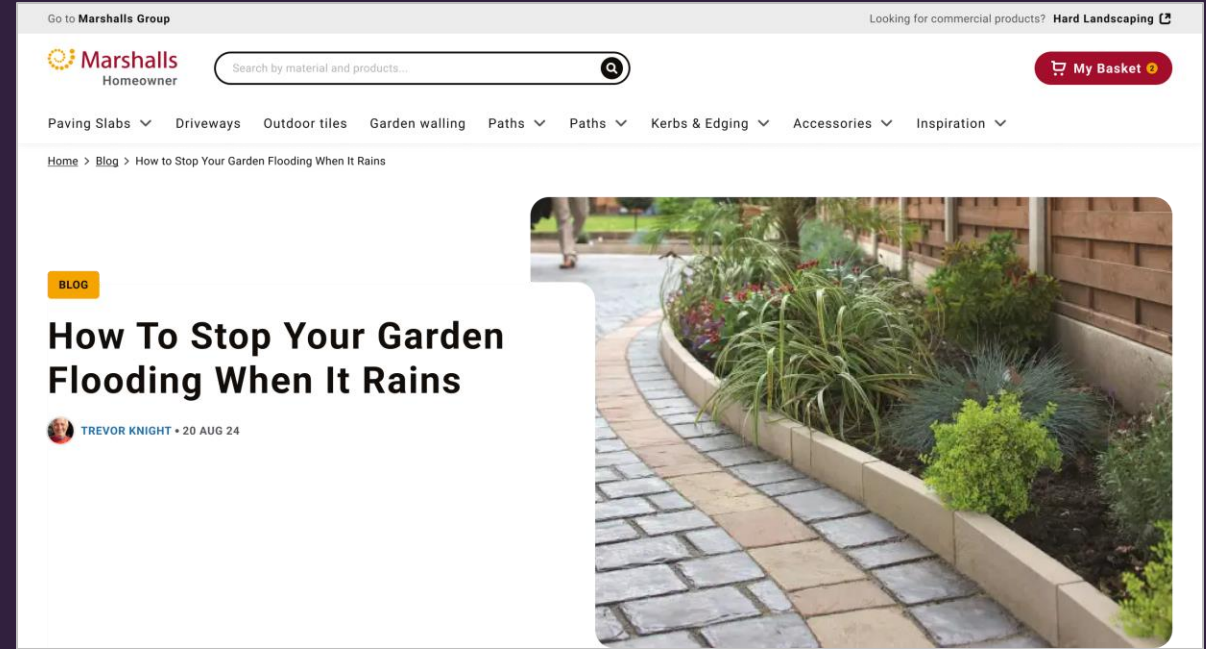 Go to Marshalls Group
Looking for commercial products? Hard Landscaping
Marshalls
Homeowner
Search by material and products...
My Basket 2
Paving Slabs Driveways Outdoor tiles Garden walling Paths Paths Kerbs & Edging Accessories Inspiration
Home > Blog > How to Stop Your Garden Flooding When It Rains
BLOG
How To Stop Your Garden
Flooding When It Rains
TREVOR KNIGHT • 20 AUG 24